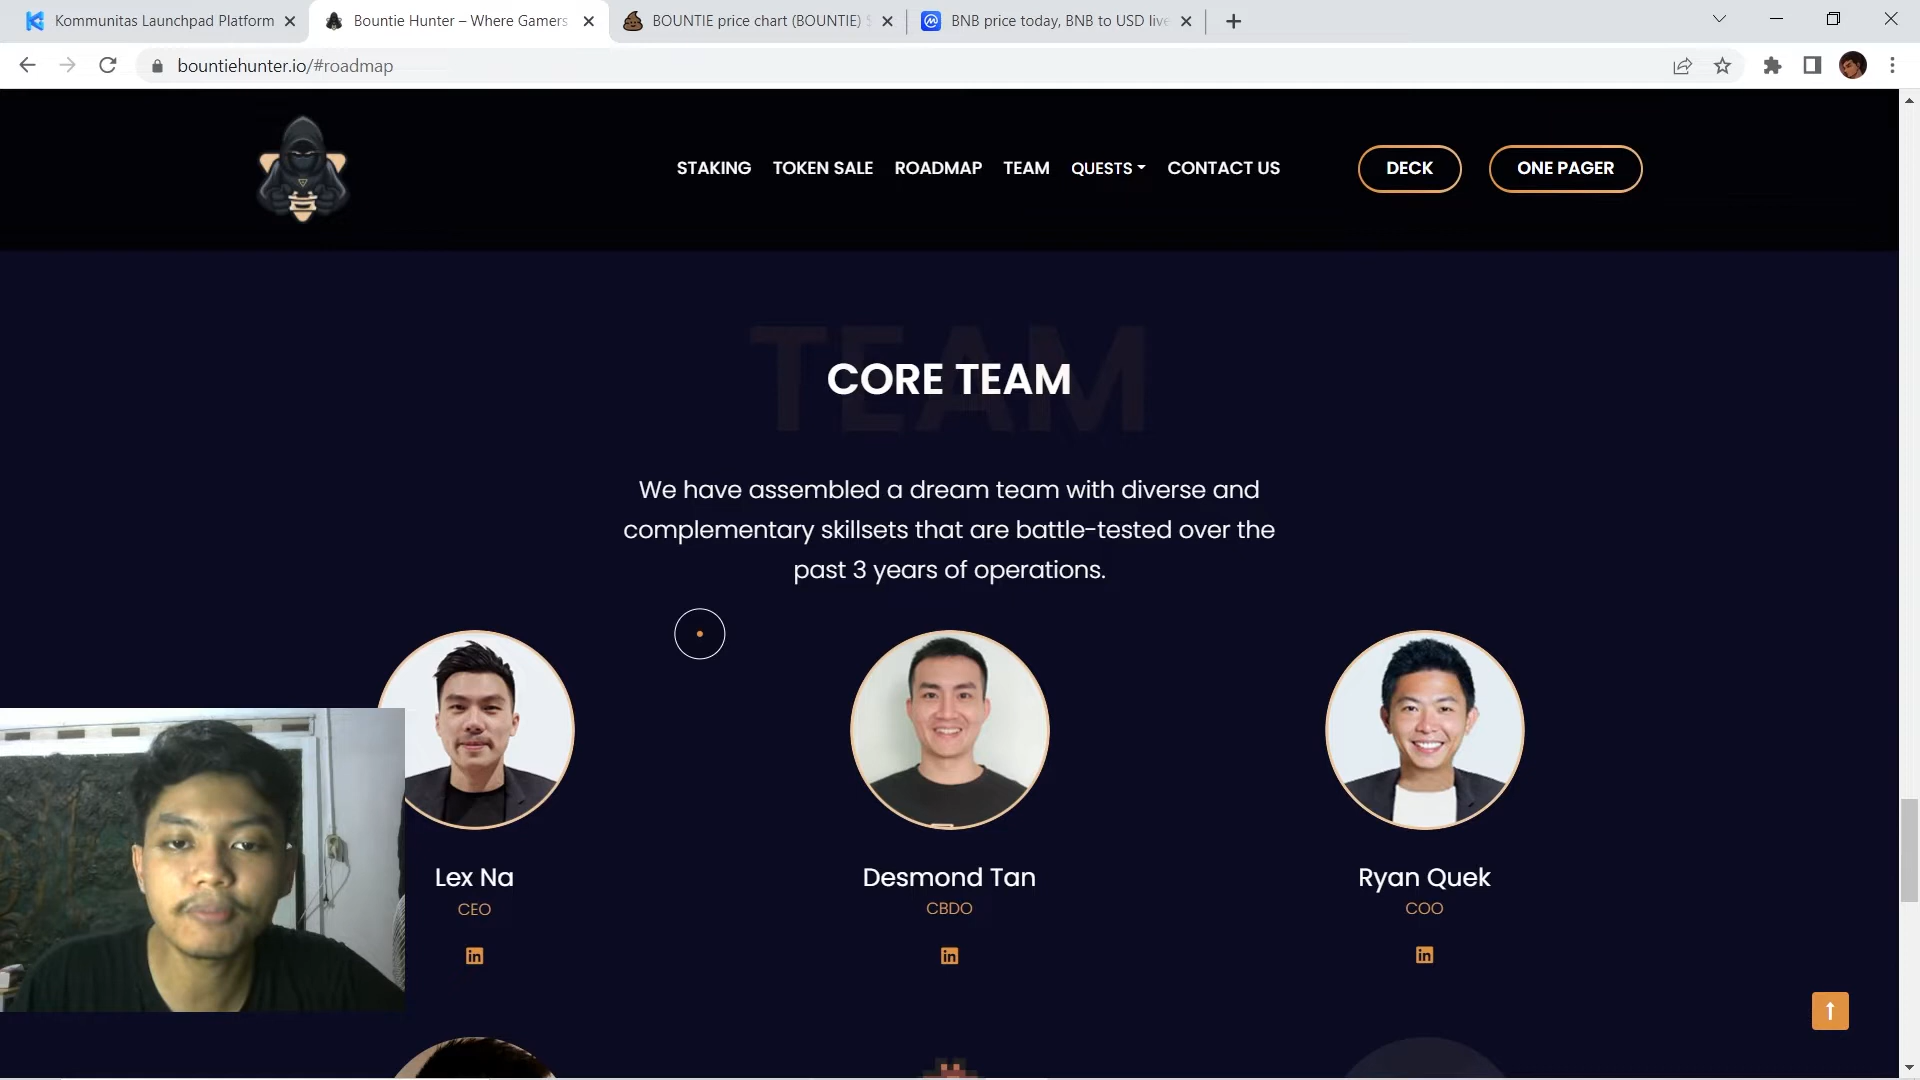 Kommunitas Launchpad Platform
Bountie Hunter – Where Gamers
BOUNTIE price chart (BOUNTIE)
BNB price today, BNB to USD live
bountiehunter.io/#roadmap
STAKING TOKEN SALE ROADMAP TEAM QUESTS CONTACT US DECK ONE PAGER
TEAM
CORE TEAM
We have assembled a dream team with diverse and
complementary skillsets that are battle-tested over the
past 3 years of operations.
Lex Na
CEO
in
Desmond Tan
CBDO
in
Ryan Quek
COO
in